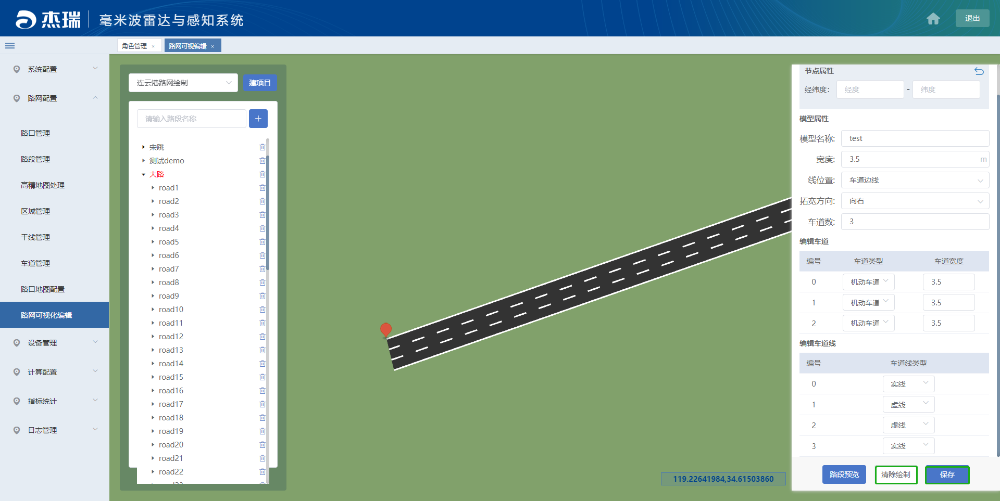 杰瑞 毫米波雷达与感知系统
退出
角色管理 ×
路网可视编辑 ×
系统配置
路网配置
路口管理
路段管理
高精地图处理
区域管理
干线管理
车道管理
路口地图配置
路网可视化编辑
设备管理
计算配置
指标统计
日志管理
连云港路网绘制
建项目
请输入路段名称
+
宋跳
测试demo
大路
road1
road2
road3
road4
road5
road6
road7
road8
road9
road10
road11
road12
road13
road14
road15
road16
road17
road18
road19
road20
road21
road22
119.22641984,34.61503860
节点属性
经纬度: 经度 - 纬度
模型属性
模型名称: test
宽度: 3.5 m
线位置: 车道边线
拓宽方向: 向右
车道数: 3
编辑车道
编号 车道类型 车道宽度
0 机动车道 3.5
1 机动车道 3.5
2 机动车道 3.5
编辑车道线
编号 车道线类型
0 实线
1 虚线
2 虚线
3 实线
路段预览 清除绘制 保存